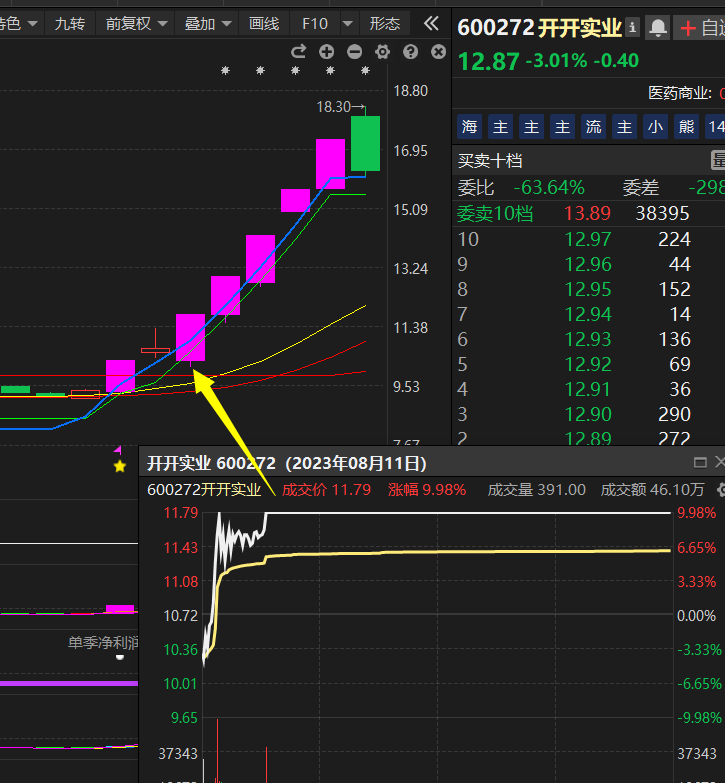 九转 前复权 叠加 画线 F10 形态
600272 开开实业
12.87 -3.01% -0.40
医药商业:
海 主 主 主 流 主 小 熊 14
买卖十档
委比 -63.64% 委差 -298
委卖10档 13.89 38395
10 12.97 224
9 12.96 44
8 12.95 152
7 12.94 14
6 12.93 136
5 12.92 69
4 12.91 36
3 12.90 290
2 12.89 272
18.30
18.80
16.95
15.09
13.24
11.38
9.53
7.67
单季净利润
开开实业 600272 (2023年08月11日)
600272开开实业 成交价 11.79 涨幅 9.98% 成交量 391.00 成交额 46.10万
11.79 9.98%
11.43 6.65%
11.08 3.33%
10.72 0.00%
10.36 -3.33%
10.01 -6.65%
9.65 -9.98%
37343 37343